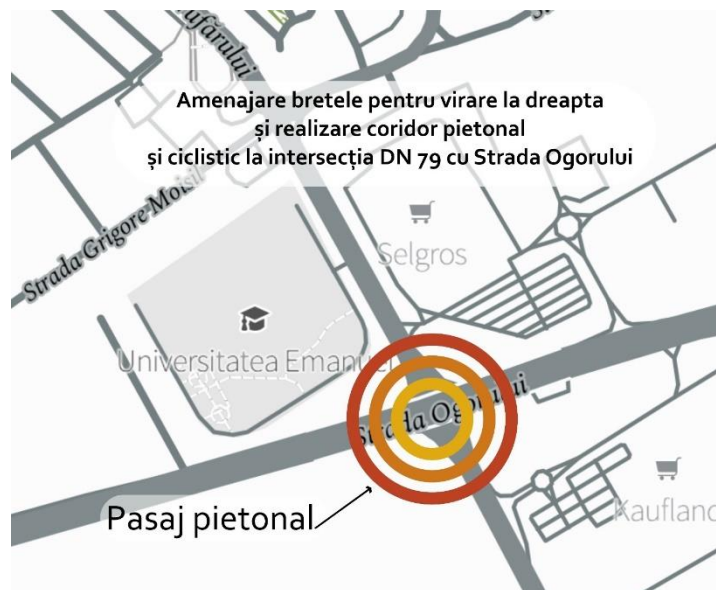 Amenajare bretele pentru virare la dreapta
și realizare coridor pietonal
și ciclistic la intersecția DN 79 cu Strada Ogorului
Strada Grigore Moisil
Selgros
Universitatea Emanuel
Strada Ogorului
Kaufland
Pasaj pietonal